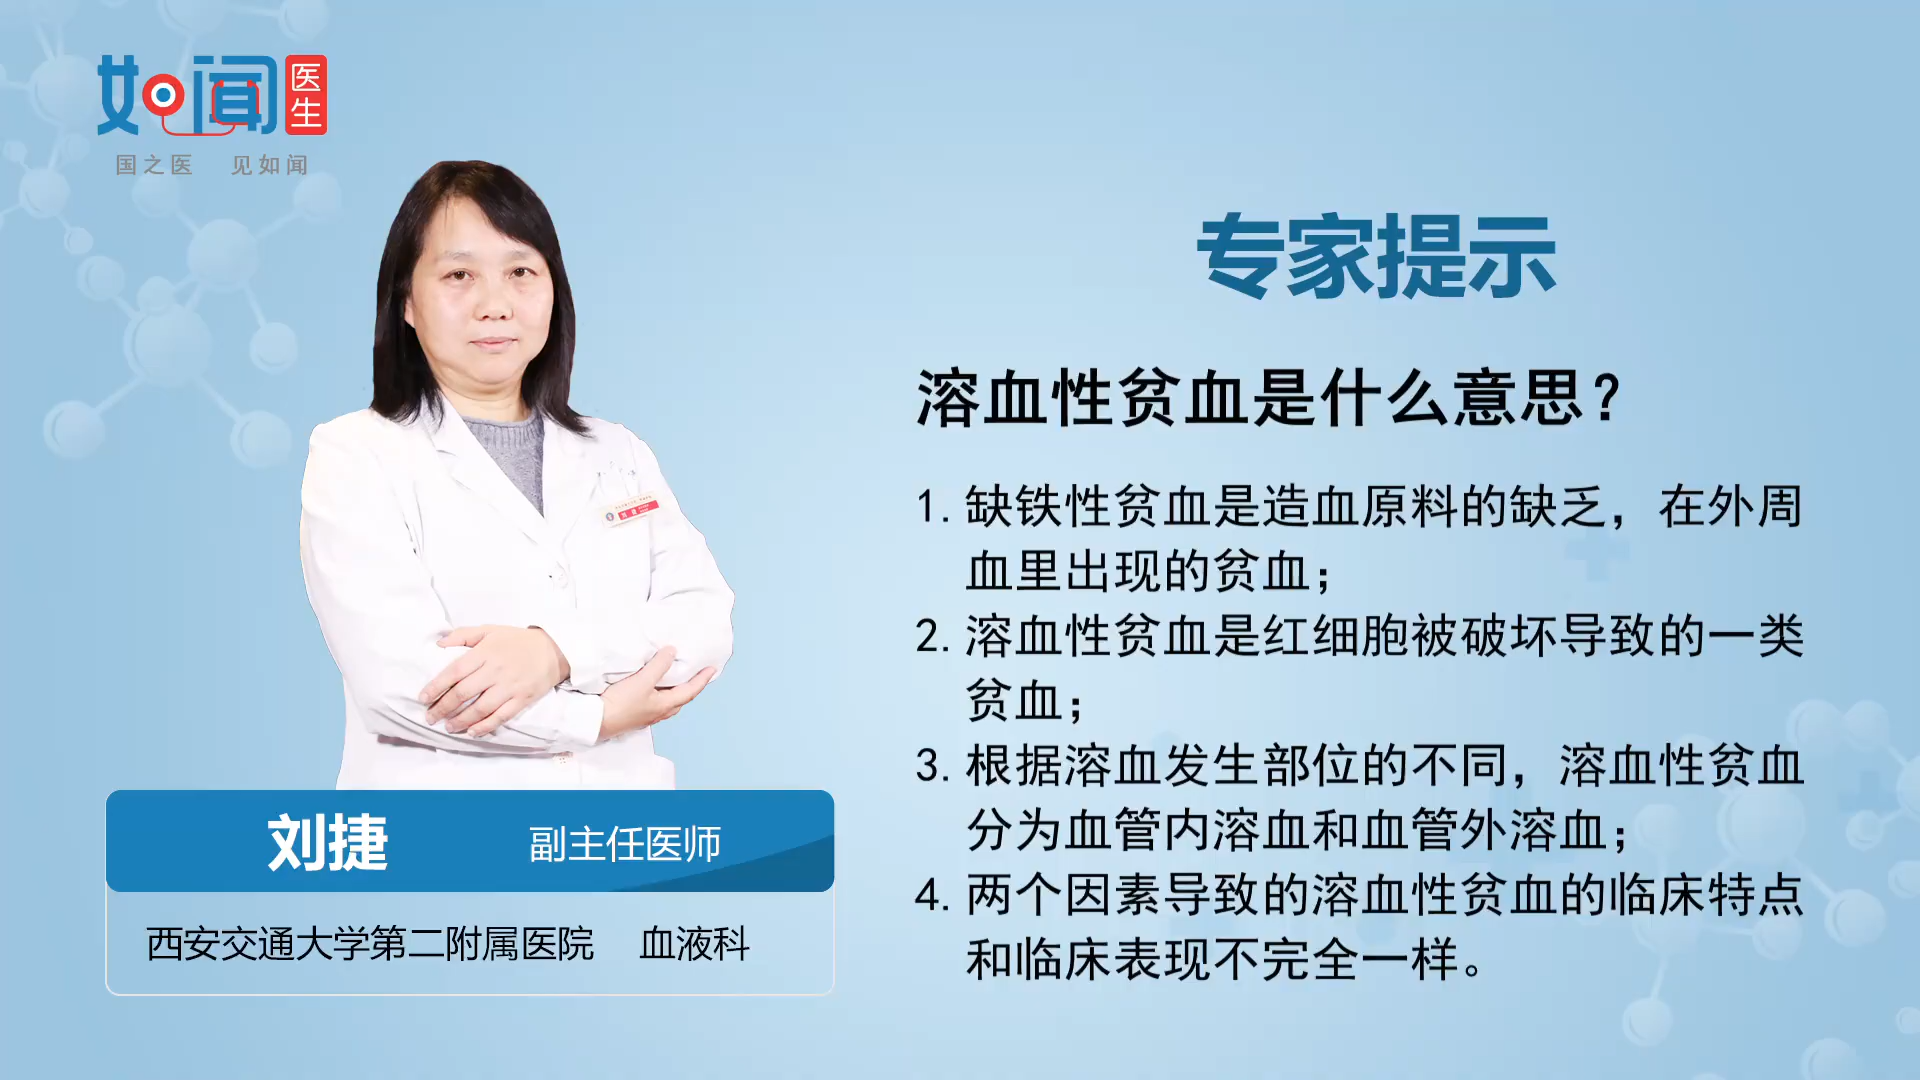 如闻医生
国之医 见如闻
专家提示
溶血性贫血是什么意思？
1. 缺铁性贫血是造血原料的缺乏，在外周
血里出现的贫血；
2. 溶血性贫血是红细胞被破坏导致的一类
贫血；
3. 根据溶血发生部位的不同，溶血性贫血
分为血管内溶血和血管外溶血；
4. 两个因素导致的溶血性贫血的临床特点
和临床表现不完全一样。
刘捷 副主任医师
西安交通大学第二附属医院 血液科